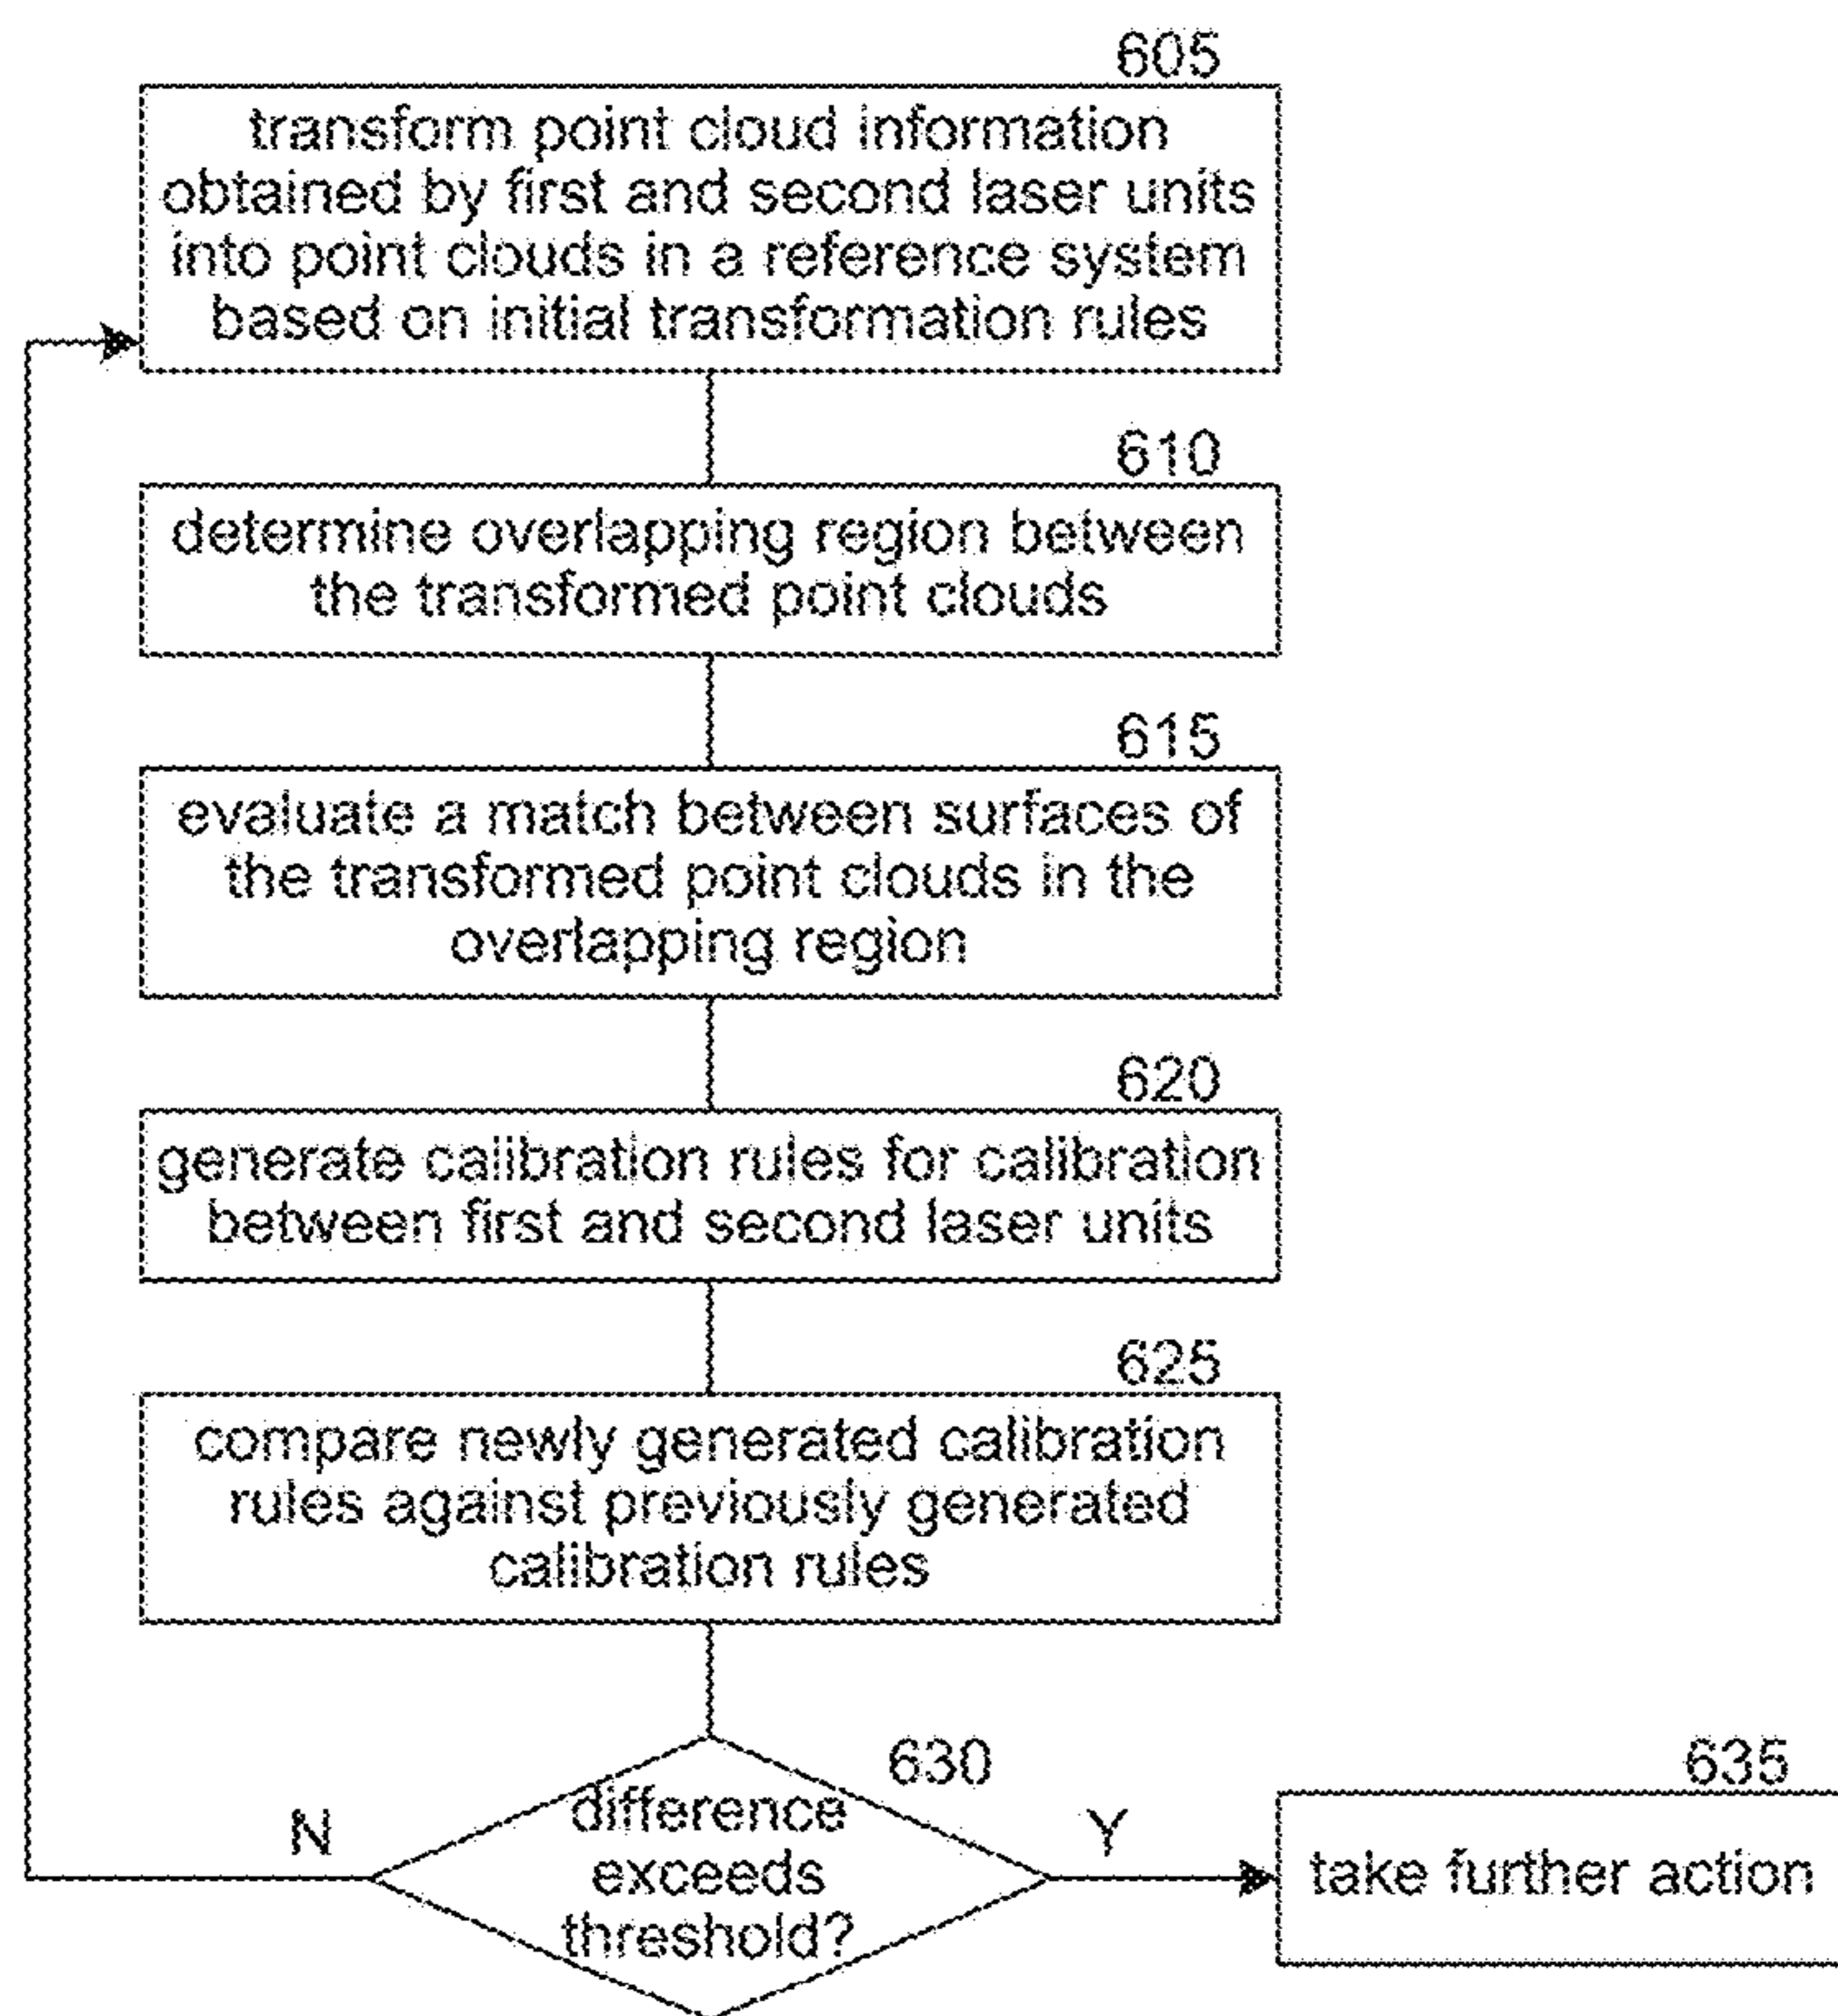 605
transform point cloud information
obtained by first and second laser units
into point clouds in a reference system
based on initial transformation rules
610
determine overlapping region between
the transformed point clouds
615
evaluate a match between surfaces of
the transformed point clouds in the
overlapping region
620
generate calibration rules for calibration
between first and second laser units
625
compare newly generated calibration
rules against previously generated
calibration rules
630
difference
exceeds
threshold?
N
Y
635
take further action